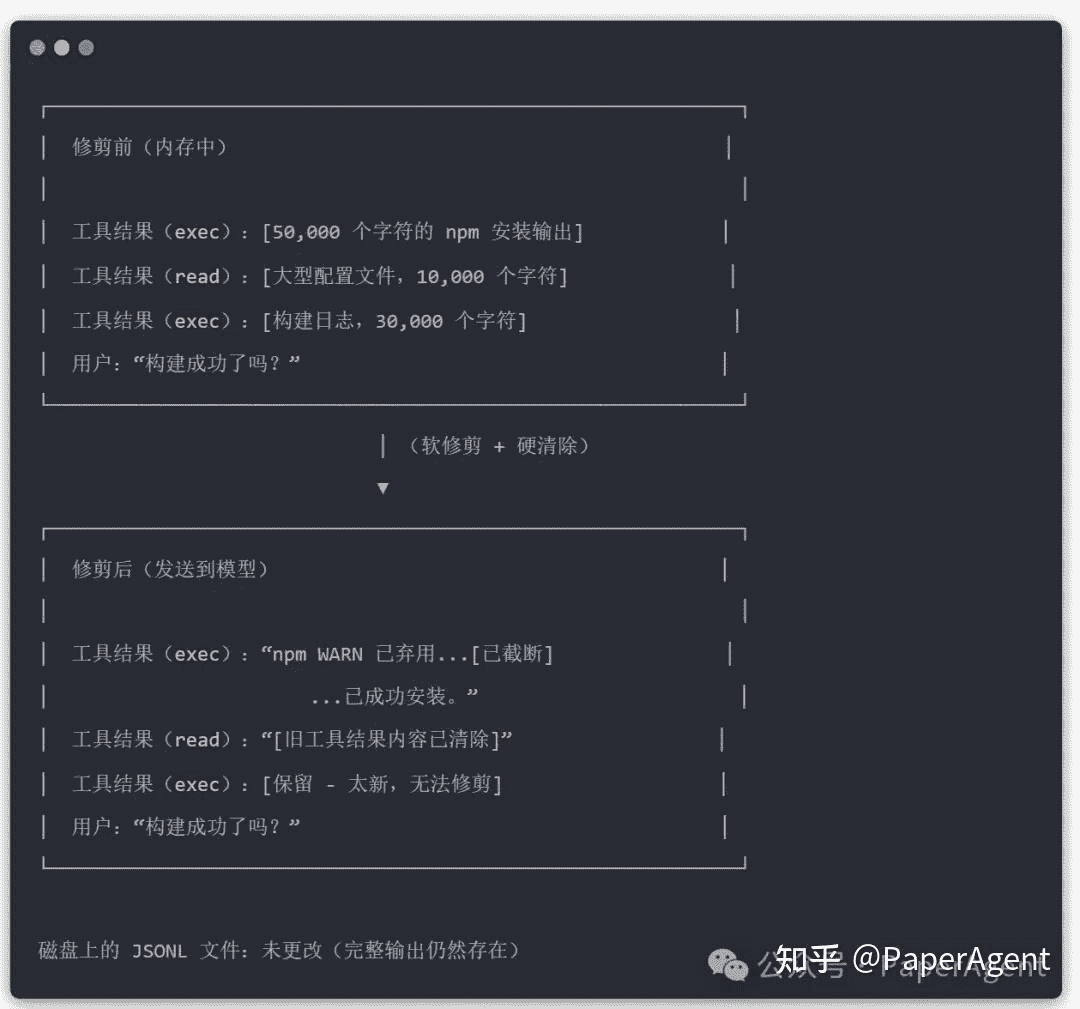 修剪前（内存中）
工具结果（exec）：[50,000 个字符的 npm 安装输出]
工具结果（read）：[大型配置文件，10,000 个字符]
工具结果（exec）：[构建日志，30,000 个字符]
用户：“构建成功了吗？”
（软修剪 + 硬清除）
修剪后（发送到模型）
工具结果（exec）：“npm WARN 已弃用...[已截断]
...已成功安装。”
工具结果（read）：“[旧工具结果内容已清除]”
工具结果（exec）：[保留 - 太新，无法修剪]
用户：“构建成功了吗？”
磁盘上的 JSONL 文件：未更改（完整输出仍然存在）
公众号 PaperAgent
知乎 @PaperAgent